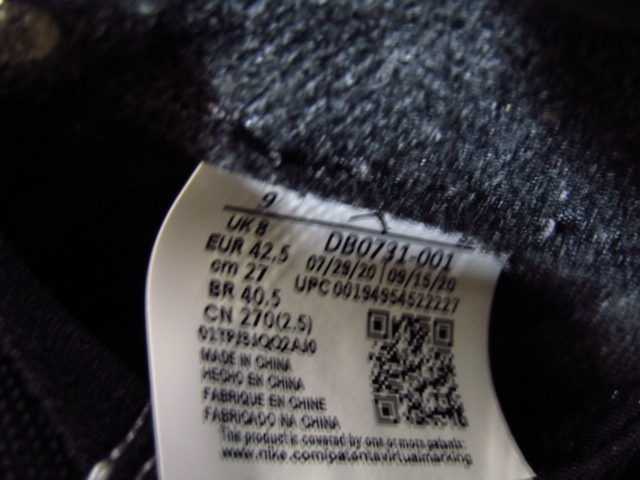 9
UK 8
EUR 42.5
cm 27
BR 40.5
CN 270(2.5)
DB0731-001
07/29/20 | 09/15/20
UPC 00194954522227
MADE IN CHINA
HECHO EN CHINA
FABRIQUE EN CHINE
FABRICADO NA CHINA
This product is covered by one or more patents:
www.nike.com/patentavirtualmarking